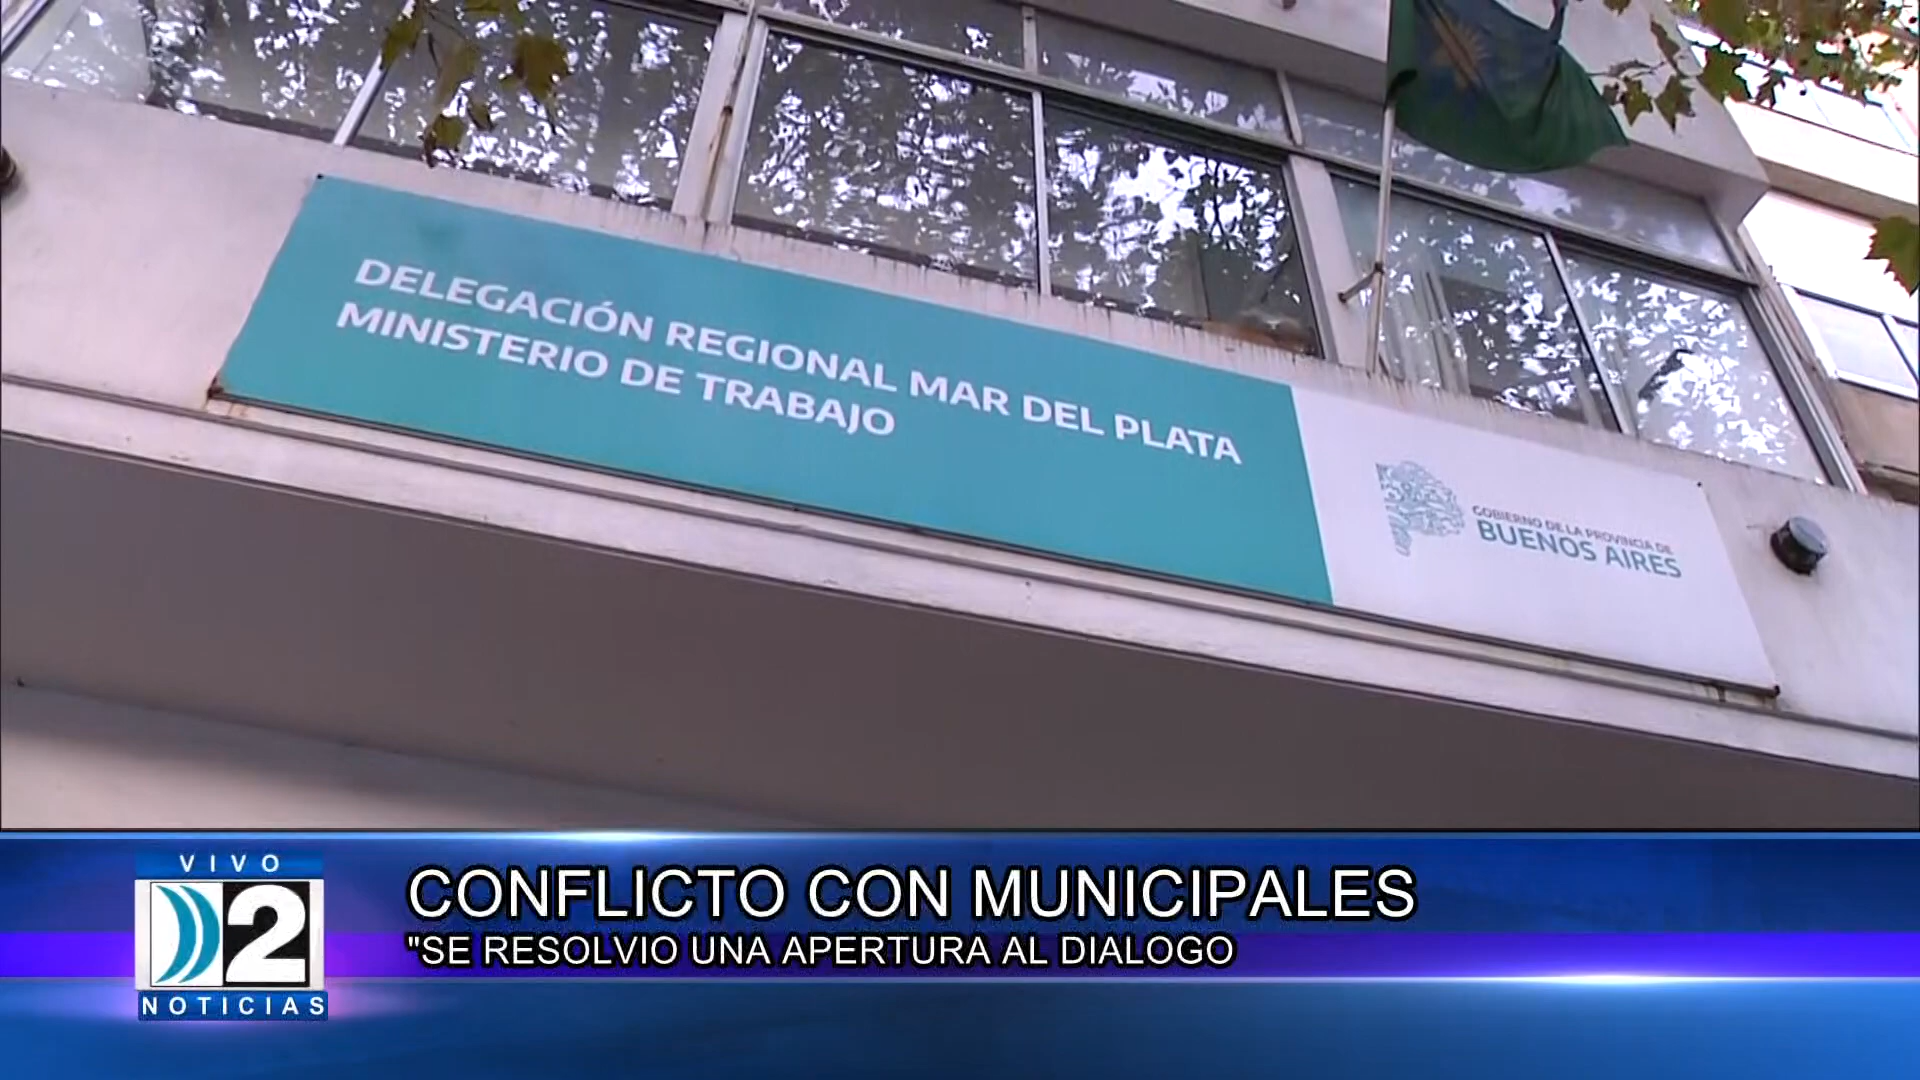 DELEGACIÓN REGIONAL MAR DEL PLATA
MINISTERIO DE TRABAJO
GOBIERNO DE LA PROVINCIA DE
BUENOS AIRES
VIVO
2
NOTICIAS
CONFLICTO CON MUNICIPALES
"SE RESOLVIO UNA APERTURA AL DIALOGO